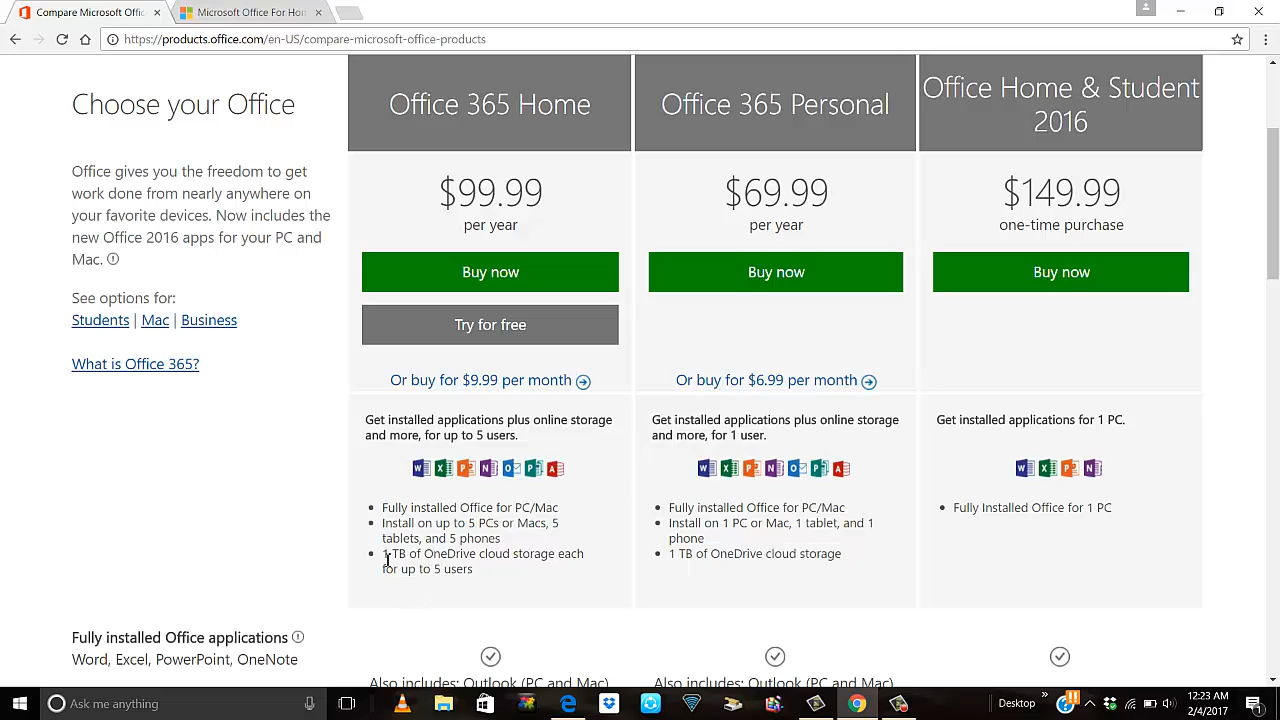 Compare Microsoft Offic
Microsoft Office For Hom
https://products.office.com/en-US/compare-microsoft-office-products
Choose your Office
Office gives you the freedom to get
work done from nearly anywhere on
your favorite devices. Now includes the
new Office 2016 apps for your PC and
Mac.
See options for:
Students | Mac | Business
What is Office 365?
Office 365 Home
$99.99
per year
Buy now
Try for free
Or buy for $9.99 per month
Get installed applications plus online storage
and more, for up to 5 users.
Fully installed Office for PC/Mac
Install on up to 5 PCs or Macs, 5
tablets, and 5 phones
1 TB of OneDrive cloud storage each
for up to 5 users
Office 365 Personal
$69.99
per year
Buy now
Or buy for $6.99 per month
Get installed applications plus online storage
and more, for 1 user.
Fully installed Office for PC/Mac
Install on 1 PC or Mac, 1 tablet, and 1
phone
1 TB of OneDrive cloud storage
Office Home & Student
2016
$149.99
one-time purchase
Buy now
Get installed applications for 1 PC.
Fully Installed Office for 1 PC
Fully installed Office applications
Word, Excel, PowerPoint, OneNote
Also includes: Outlook (PC and Mac)
Also includes: Outlook (PC and Mac)
Ask me anything
Desktop
12:23 AM
2/4/2017